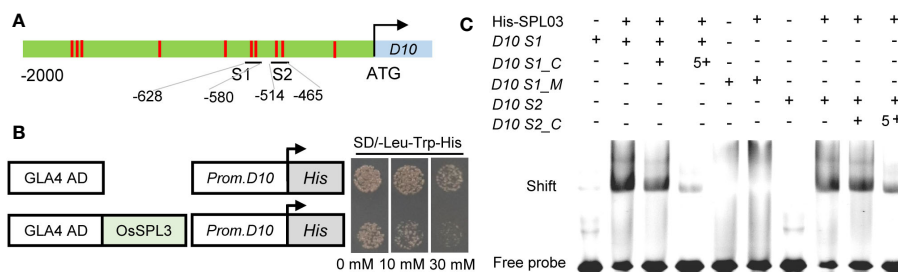 A
D10
-2000
S1
S2
ATG
-628
-580
-514
-465
B
SD/-Leu-Trp-His
GLA4 AD
Prom.D10
His
GLA4 AD
OsSPL3
Prom.D10
His
0 mM 10 mM 30 mM
C
His-SPL03 - + + + - + - + + +
D10 S1 + + + + - - - - - -
D10 S1_C - - + 5+ - - - - - -
D10 S1_M - - - - + + - - - -
D10 S2 - - - - - - + + + +
D10 S2_C - - - - - - - - + 5+
Shift
Free probe